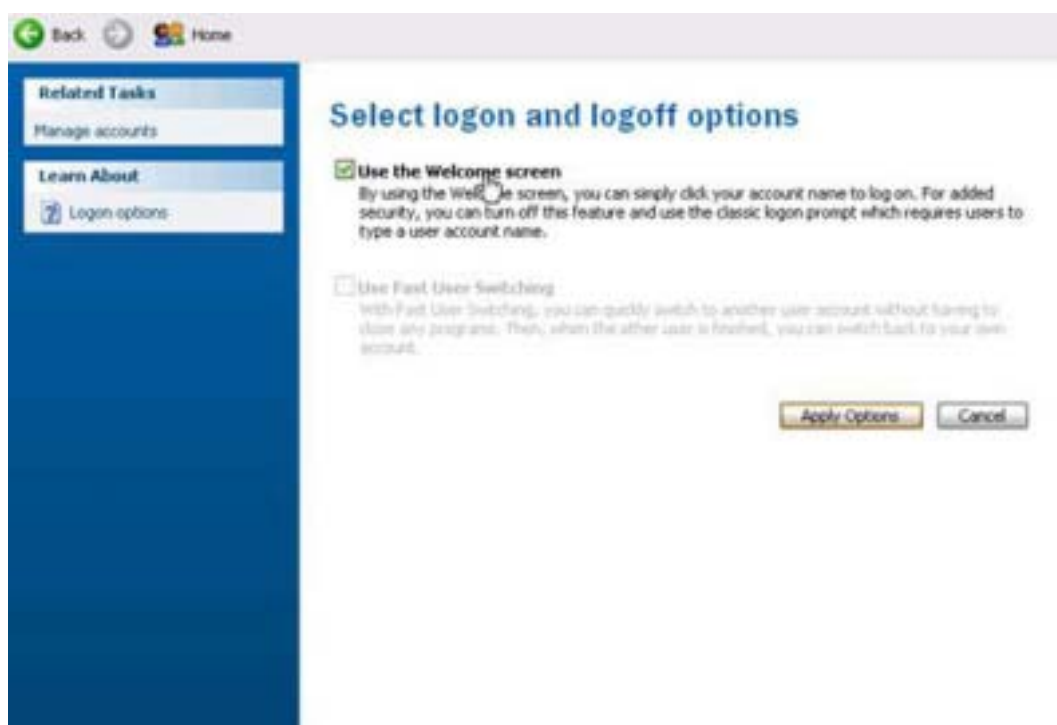 Back Home
Related Tasks
Manage accounts
Learn About
Logon options
Select logon and logoff options
Use the Welcome screen
By using the Wel e screen, you can simply click your account name to log on. For added
security, you can turn off this feature and use the classic logon prompt which requires users to
type a user account name.
Use Fast User Switching
With Fast User Switching, you can quickly switch to another user account without having to
close any programs. Then, when the other user is finished, you can switch back to your own
account.
Apply Options Cancel